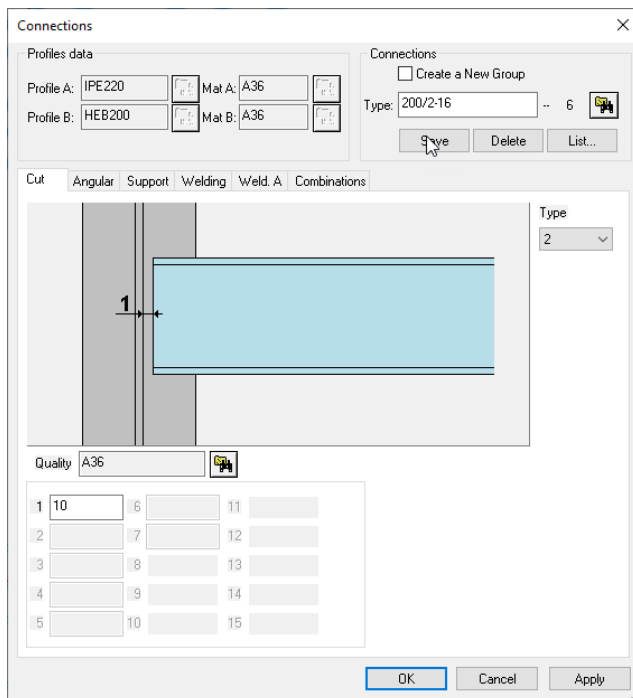 Connections
Profiles data
Profile A: IPE220 Mat A: A36
Profile B: HEB200 Mat B: A36
Connections
Create a New Group
Type: 200/2-16 -- 6
Save Delete List...
Cut Angular Support Welding Weld. A Combinations
Type
2
1
Quality A36
1 10 6 11
2 7 12
3 8 13
4 9 14
5 10 15
OK Cancel Apply